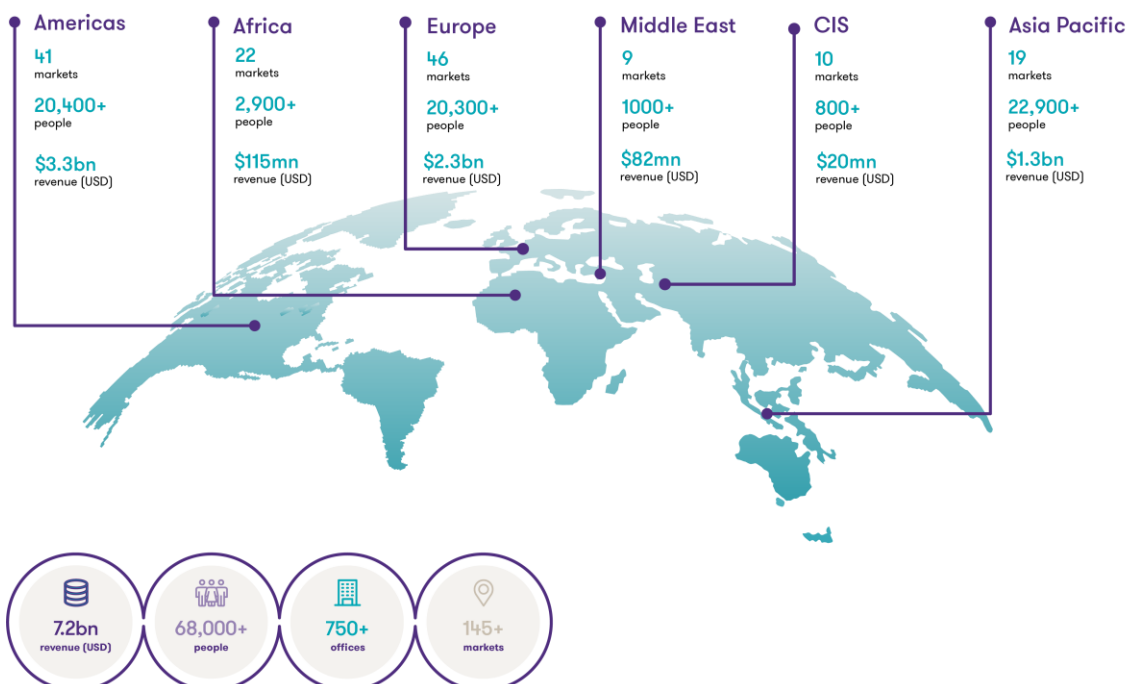 Americas
41
markets
20,400+
people
$3.3bn
revenue (USD)
Africa
22
markets
2,900+
people
$115mn
revenue (USD)
Europe
46
markets
20,300+
people
$2.3bn
revenue (USD)
Middle East
9
markets
1000+
people
$82mn
revenue (USD)
CIS
10
markets
800+
people
$20mn
revenue (USD)
Asia Pacific
19
markets
22,900+
people
$1.3bn
revenue (USD)
7.2bn
revenue (USD)
68,000+
people
750+
offices
145+
markets